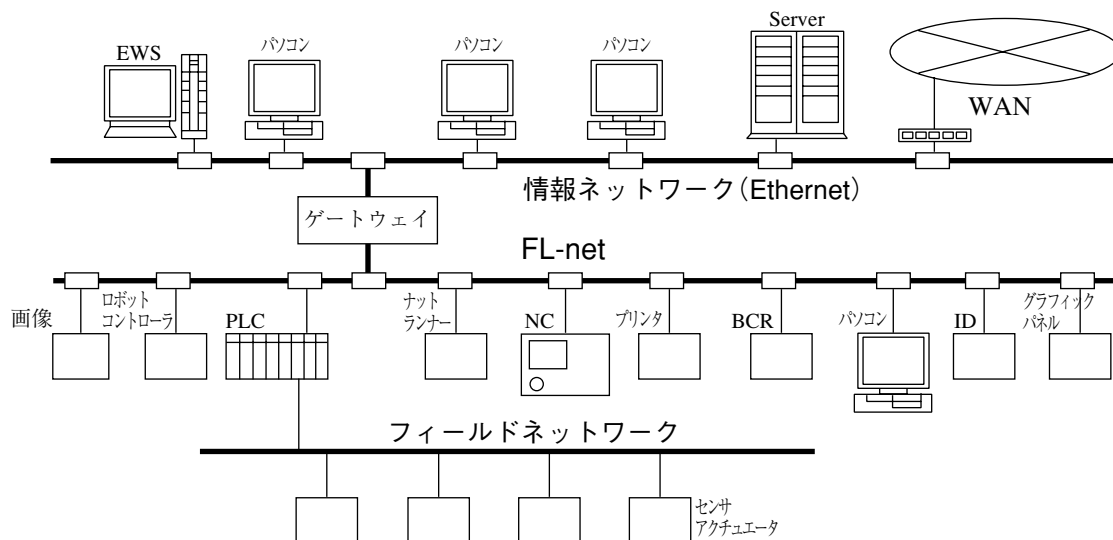 EWS
パソコン
パソコン
パソコン
Server
WAN
情報ネットワーク(Ethernet)
ゲートウェイ
FL-net
画像
ロボット
コントローラ
PLC
ナット
ランナー
NC
プリンタ
BCR
パソコン
ID
グラフィック
パネル
フィールドネットワーク
センサ
アクチュエータ